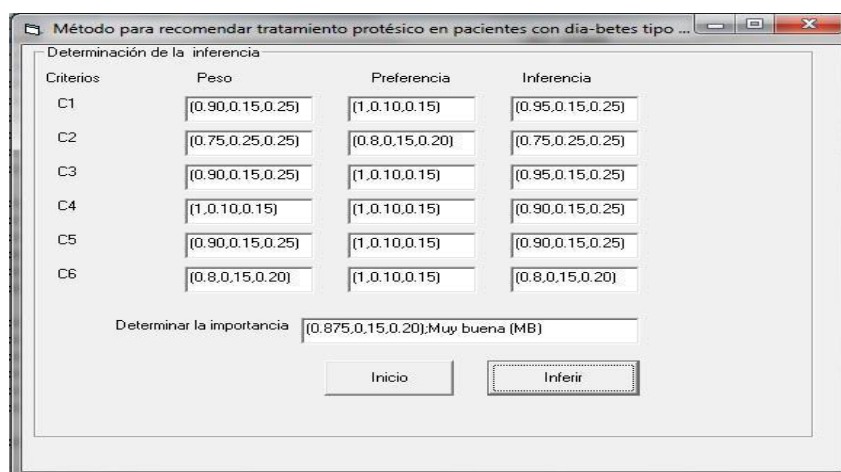 Método para recomendar tratamiento protésico en pacientes con dia-betes tipo ...
Determinación de la inferencia
Criterios Peso Preferencia Inferencia
C1 (0.90,0.15,0.25) (1,0.10,0.15) (0.95,0.15,0.25)
C2 (0.75,0.25,0.25) (0.8,0,15,0.20) (0.75,0.25,0.25)
C3 (0.90,0.15,0.25) (1,0.10,0.15) (0.95,0.15,0.25)
C4 (1,0.10,0.15) (1,0.10,0.15) (0.90,0.15,0.25)
C5 (0.90,0.15,0.25) (1,0.10,0.15) (0.90,0.15,0.25)
C6 (0.8,0,15,0.20) (1,0.10,0.15) (0.8,0,15,0.20)
Determinar la importancia (0.875,0,15,0.20);Muy buena (MB)
Inicio Inferir